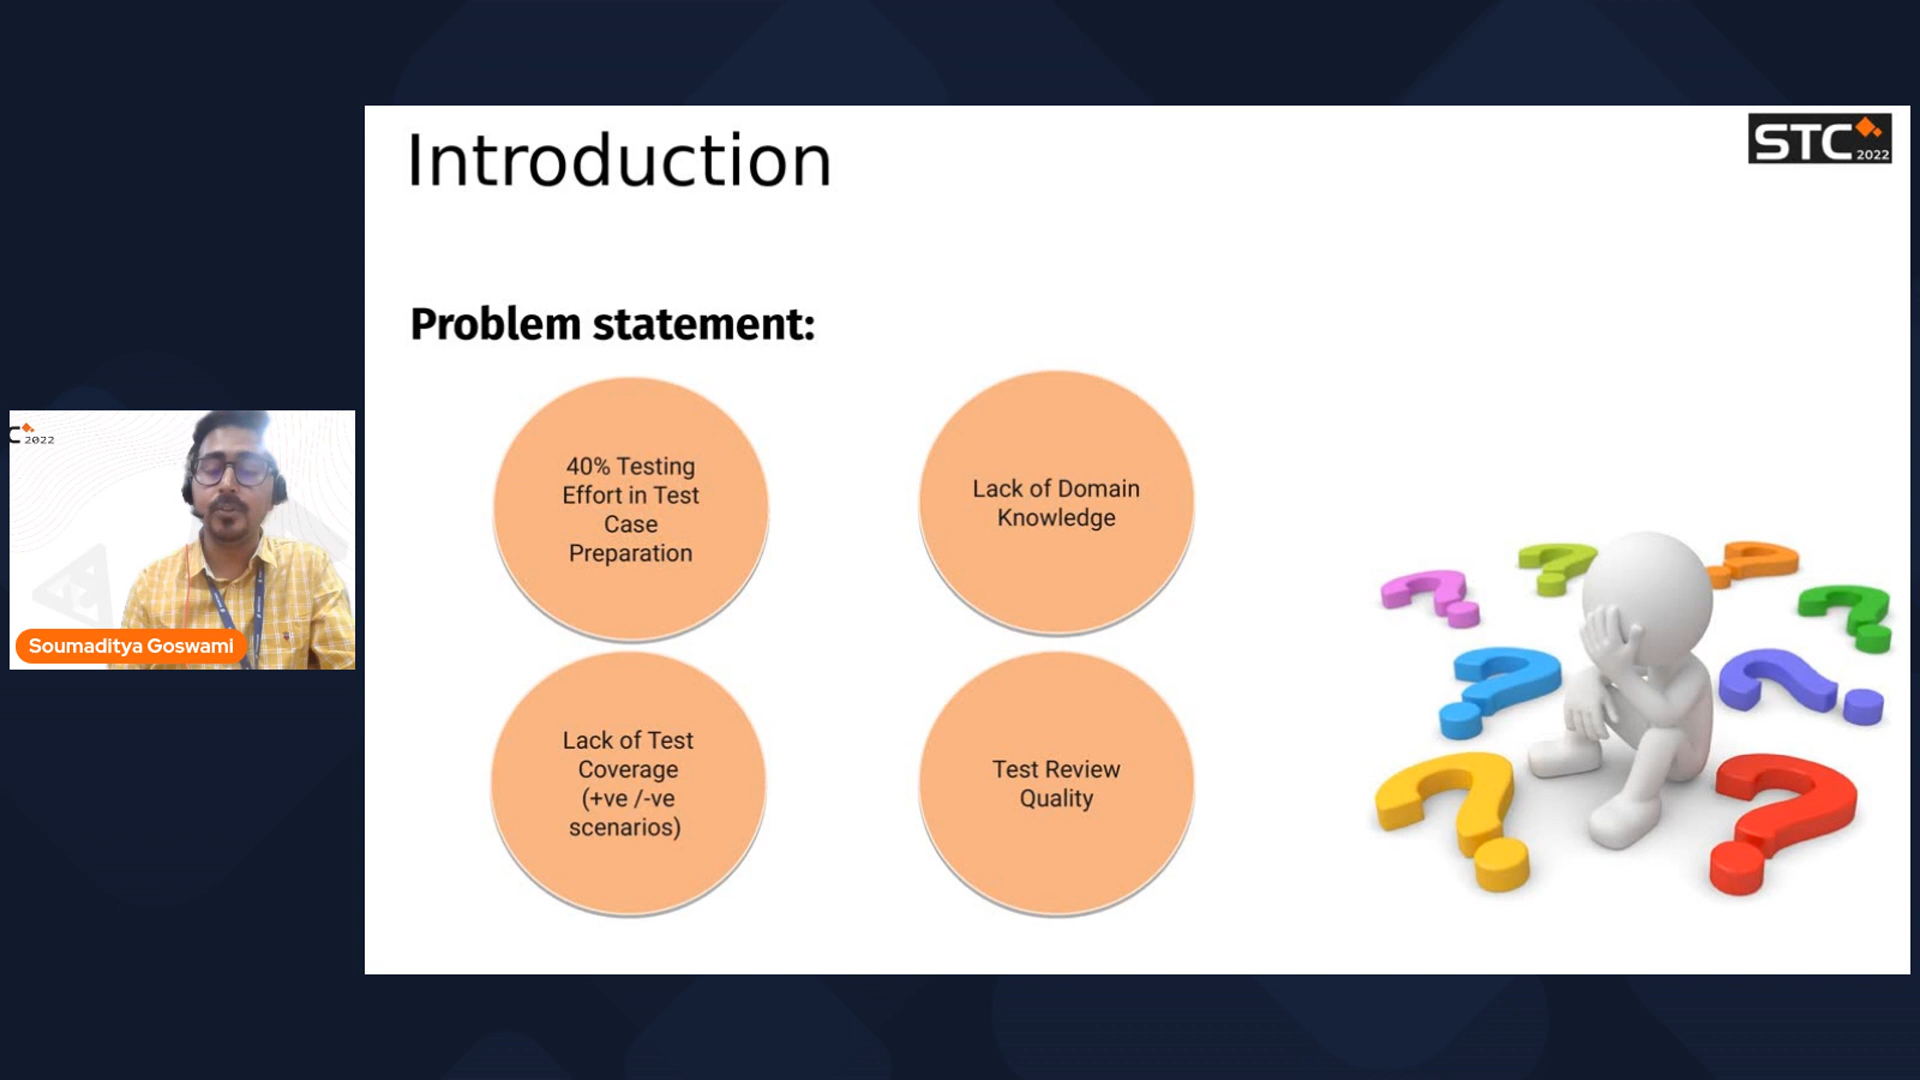 Introduction
STC
2022
Problem statement:
40% Testing
Effort in Test
Case
Preparation
Lack of Domain
Knowledge
Lack of Test
Coverage
(+ve /-ve
scenarios)
Test Review
Quality
C 2022
Soumaditya Goswami